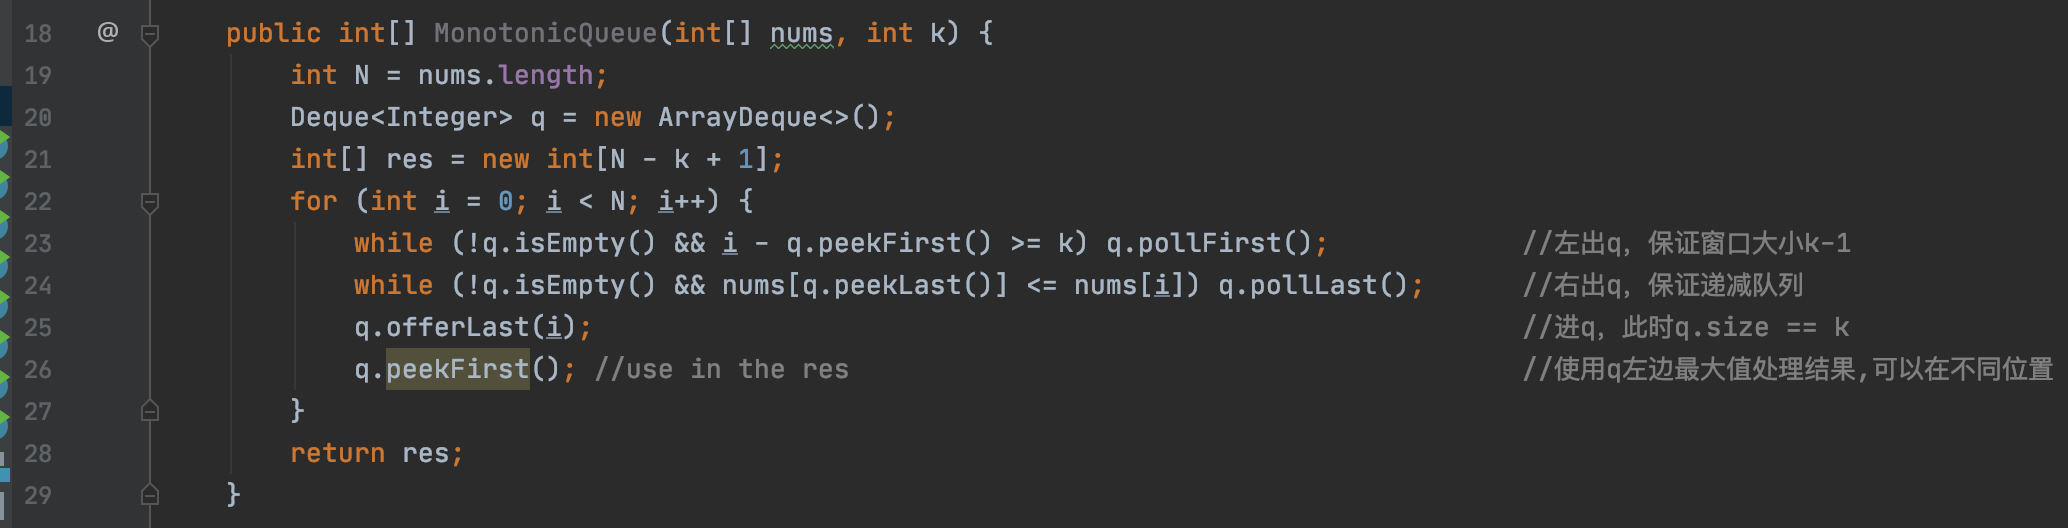 18 @ public int[] MonotonicQueue(int[] nums, int k) {
19 int N = nums.length;
20 Deque<Integer> q = new ArrayDeque<>();
21 int[] res = new int[N - k + 1];
22 for (int i = 0; i < N; i++) {
23 while (!q.isEmpty() && i - q.peekFirst() >= k) q.pollFirst(); //左出q，保证窗口大小k-1
24 while (!q.isEmpty() && nums[q.peekLast()] <= nums[i]) q.pollLast(); //右出q，保证递减队列
25 q.offerLast(i); //进q，此时q.size == k
26 q.peekFirst(); //use in the res //使用q左边最大值处理结果,可以在不同位置
27 }
28 return res;
29 }